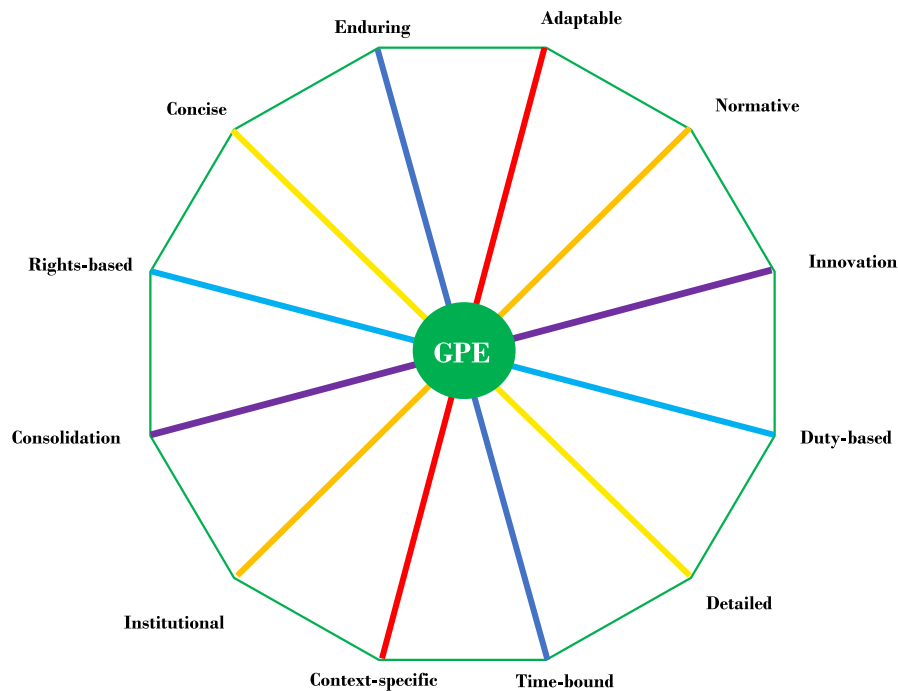 Adaptable
Enduring
Normative
Concise
Innovation
Rights-based
GPE
Consolidation
Duty-based
Detailed
Institutional
Context-specific
Time-bound